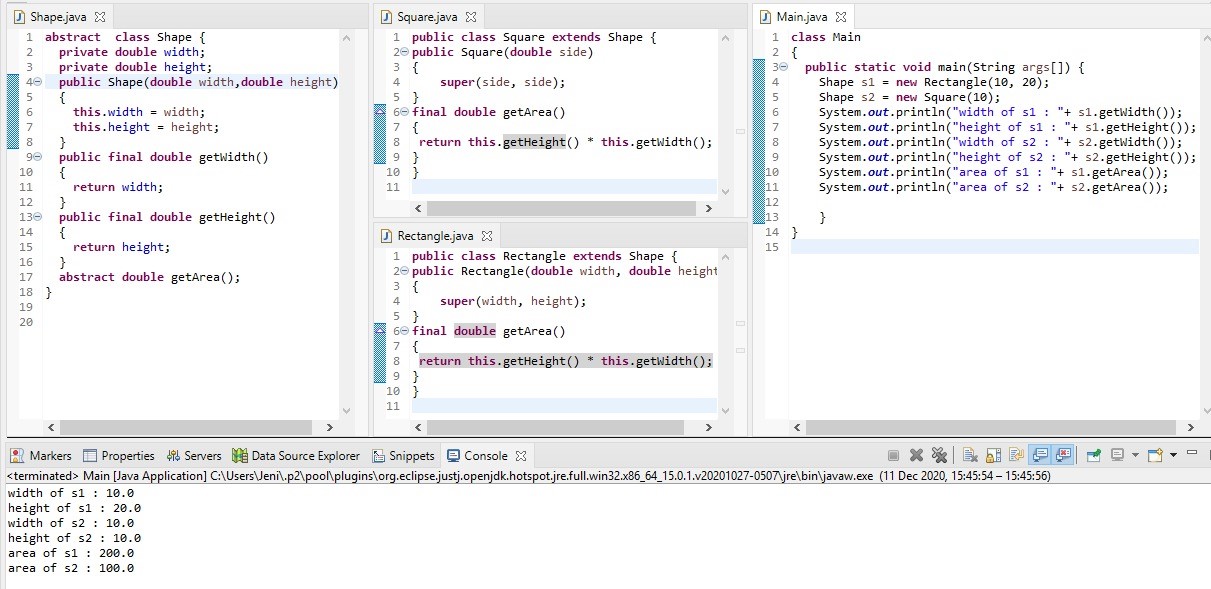 Shape.java
1 abstract  class Shape {
2   private double width;
3   private double height;
4   public Shape(double width,double height)
5   {
6     this.width = width;
7     this.height = height;
8   }
9   public final double getWidth()
10   {
11     return width;
12   }
13   public final double getHeight()
14   {
15     return height;
16   }
17   abstract double getArea();
18 }
19
20
Square.java
1 public class Square extends Shape {
2 public Square(double side)
3 {
4     super(side, side);
5 }
6 final double getArea()
7 {
8  return this.getHeight() * this.getWidth();
9 }
10 }
11
Rectangle.java
1 public class Rectangle extends Shape {
2 public Rectangle(double width, double height
3 {
4     super(width, height);
5 }
6 final double getArea()
7 {
8  return this.getHeight() * this.getWidth();
9 }
10 }
11
Main.java
1 class Main
2 {
3   public static void main(String args[]) {
4     Shape s1 = new Rectangle(10, 20);
5     Shape s2 = new Square(10);
6     System.out.println("width of s1 : "+ s1.getWidth());
7     System.out.println("height of s1 : "+ s1.getHeight());
8     System.out.println("width of s2 : "+ s2.getWidth());
9     System.out.println("height of s2 : "+ s2.getHeight());
10     System.out.println("area of s1 : "+ s1.getArea());
11     System.out.println("area of s2 : "+ s2.getArea());
12
13     }
14 }
15
Markers Properties Servers Data Source Explorer Snippets Console
<terminated> Main [Java Application] C:\Users\Jeni\.p2\pool\plugins\org.eclipse.justj.openjdk.hotspot.jre.full.win32.x86_64_15.0.1.v20201027-0507\jre\bin\javaw.exe  (11 Dec 2020, 15:45:54 – 15:45:56)
width of s1 : 10.0
height of s1 : 20.0
width of s2 : 10.0
height of s2 : 10.0
area of s1 : 200.0
area of s2 : 100.0